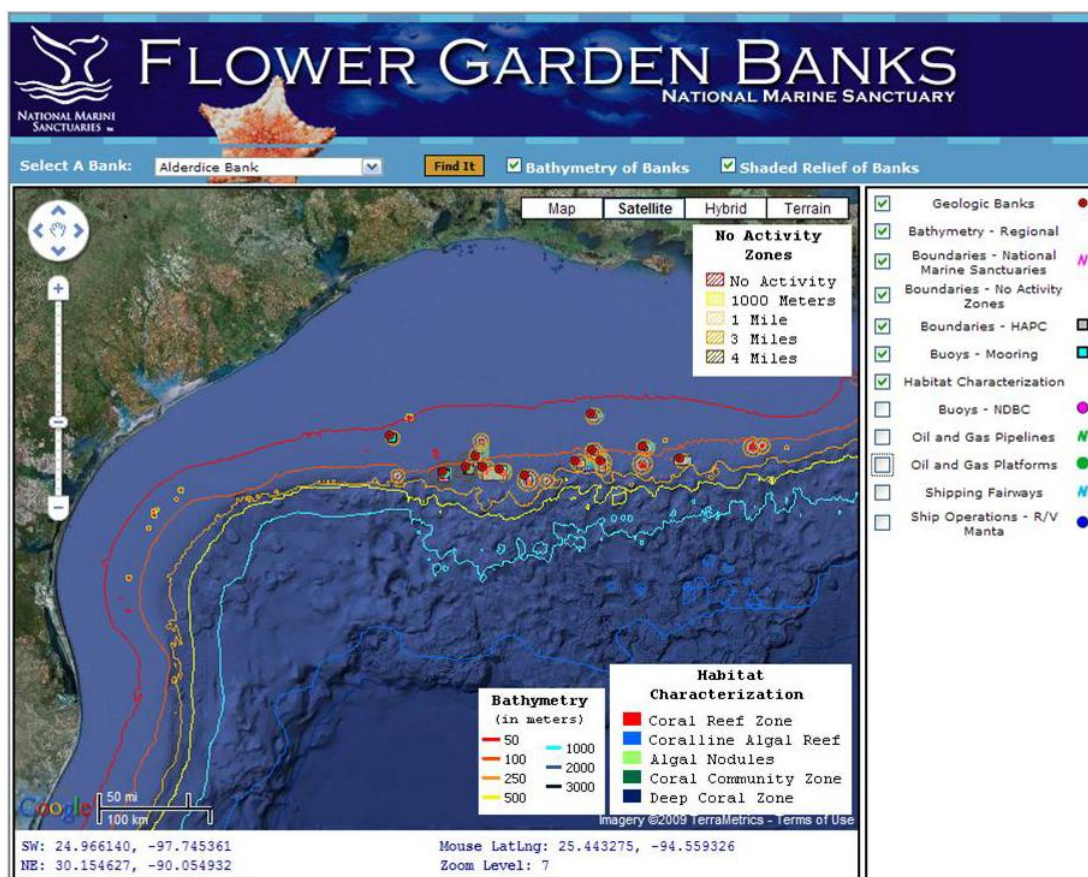 FLOWER GARDEN BANKS
NATIONAL MARINE SANCTUARY
NATIONAL MARINE
SANCTUARIES
Select A Bank: Alderdice Bank Find It Bathymetry of Banks Shaded Relief of Banks
Map Satellite Hybrid Terrain
No Activity
Zones
No Activity
1000 Meters
1 Mile
3 Miles
4 Miles
Geologic Banks
Bathymetry - Regional
Boundaries - National
Marine Sanctuaries
Boundaries - No Activity
Zones
Boundaries - HAPC
Buoys - Mooring
Habitat Characterization
Buoys - NDBC
Oil and Gas Pipelines
Oil and Gas Platforms
Shipping Fairways
Ship Operations - R/V
Manta
Bathymetry
(in meters)
50
100
250
500
1000
2000
3000
Habitat
Characterization
Coral Reef Zone
Coralline Algal Reef
Algal Nodules
Coral Community Zone
Deep Coral Zone
Google
50 mi
100 km
Imagery ©2009 TerraMetrics - Terms of Use
SW: 24.966140, -97.745361
NE: 30.154627, -90.054932
Mouse LatLng: 25.443275, -94.559326
Zoom Level: 7